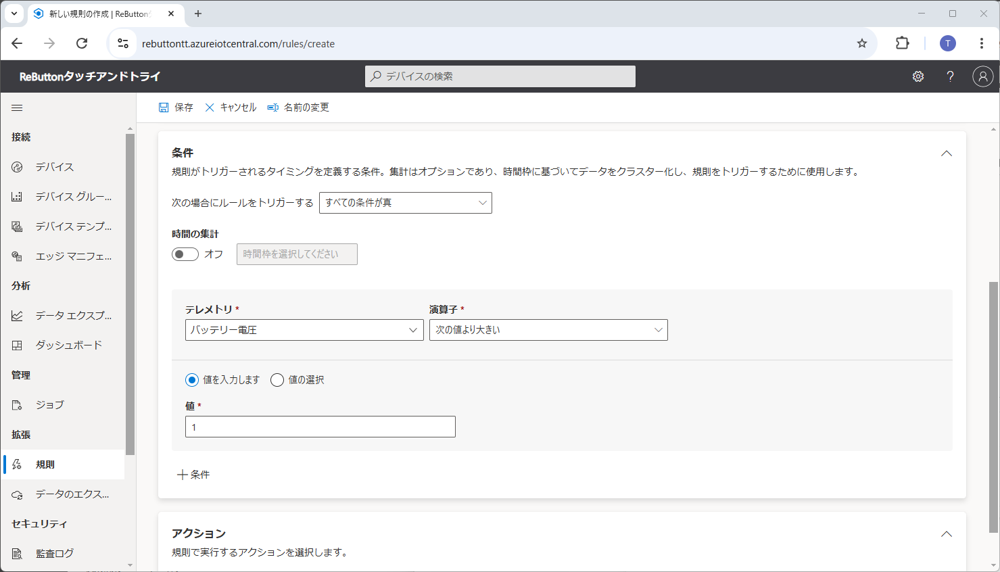 新しい規則の作成 | ReButton
rebuttontt.azureiotcentral.com/rules/create
T
ReButtonタッチアンドトライ
デバイスの検索
保存
キャンセル
名前の変更
接続
デバイス
デバイス グルー...
デバイス テンプ...
エッジ マニフェ...
分析
データ エクスプ...
ダッシュボード
管理
ジョブ
拡張
規則
データのエクス...
セキュリティ
監査ログ
条件
規則がトリガーされるタイミングを定義する条件。集計はオプションであり、時間枠に基づいてデータをクラスター化し、規則をトリガーするために使用します。
次の場合にルールをトリガーする
すべての条件が真
時間の集計
オフ
時間枠を選択してください
テレメトリ *
演算子 *
バッテリー電圧
次の値より大きい
値を入力します
値の選択
値 *
1
条件
アクション
規則で実行するアクションを選択します。